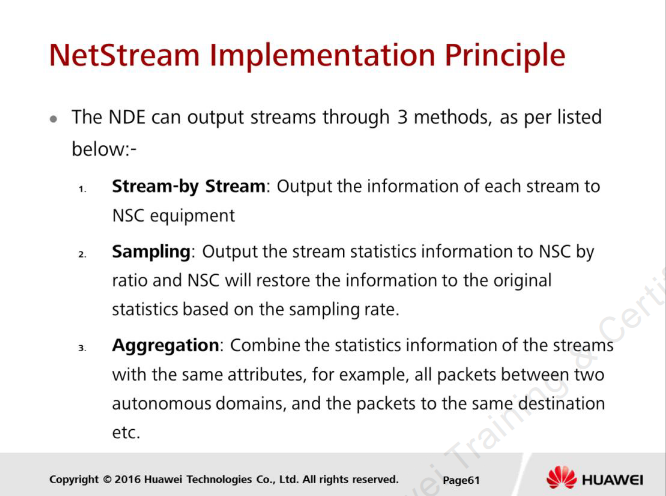 NetStream Implementation Principle
The NDE can output streams through 3 methods, as per listed
below:-
1. Stream-by Stream: Output the information of each stream to
NSC equipment
2. Sampling: Output the stream statistics information to NSC by
ratio and NSC will restore the information to the original
statistics based on the sampling rate.
3. Aggregation: Combine the statistics information of the streams
with the same attributes, for example, all packets between two
autonomous domains, and the packets to the same destination
etc.
Training & Certif
Copyright © 2016 Huawei Technologies Co., Ltd. All rights reserved.
Page61
HUAWEI